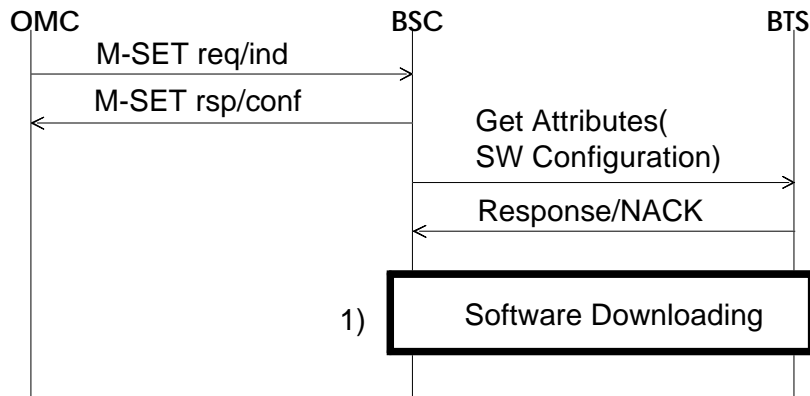 OMC BSC BTS
M-SET req/ind
M-SET rsp/conf
Get Attributes(
SW Configuration)
Response/NACK
1) Software Downloading